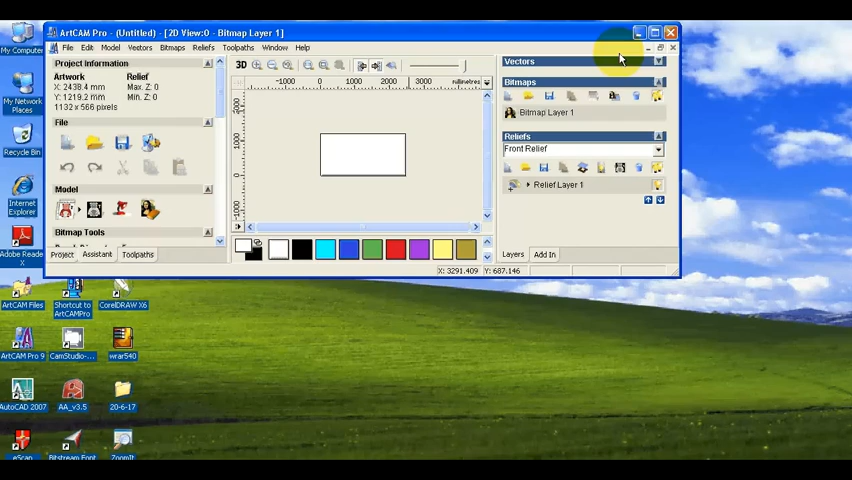 ArtCAM Pro - (Untitled) - [2D View:0 - Bitmap Layer 1]
File Edit Model Vectors Bitmaps Reliefs Toolpaths Window Help
Project Information
Artwork Relief
X: 2438.4 mm Max. Z: 0
Y: 1219.2 mm Min. Z: 0
1132 x 566 pixels
File
Model
Bitmap Tools
Project Assistant Toolpaths
3D
-1000 0 1000 2000 3000 millimetres
2000
1000
0
-1000
Vectors
Bitmaps
Bitmap Layer 1
Reliefs
Front Relief
Relief Layer 1
Layers Add In
X: 3291.409 Y: 687.146
My Computer
My Network Places
Recycle Bin
Internet Explorer
Adobe Reader X
ArtCAM Files
Shortcut to ArtCAMPro
CorelDRAW X6
ArtCAM Pro 9
CamStudio-...
wrar540
AutoCAD 2007
AA_v3.5
20-6-17
eScan
Bitstream Font
ZoomIt